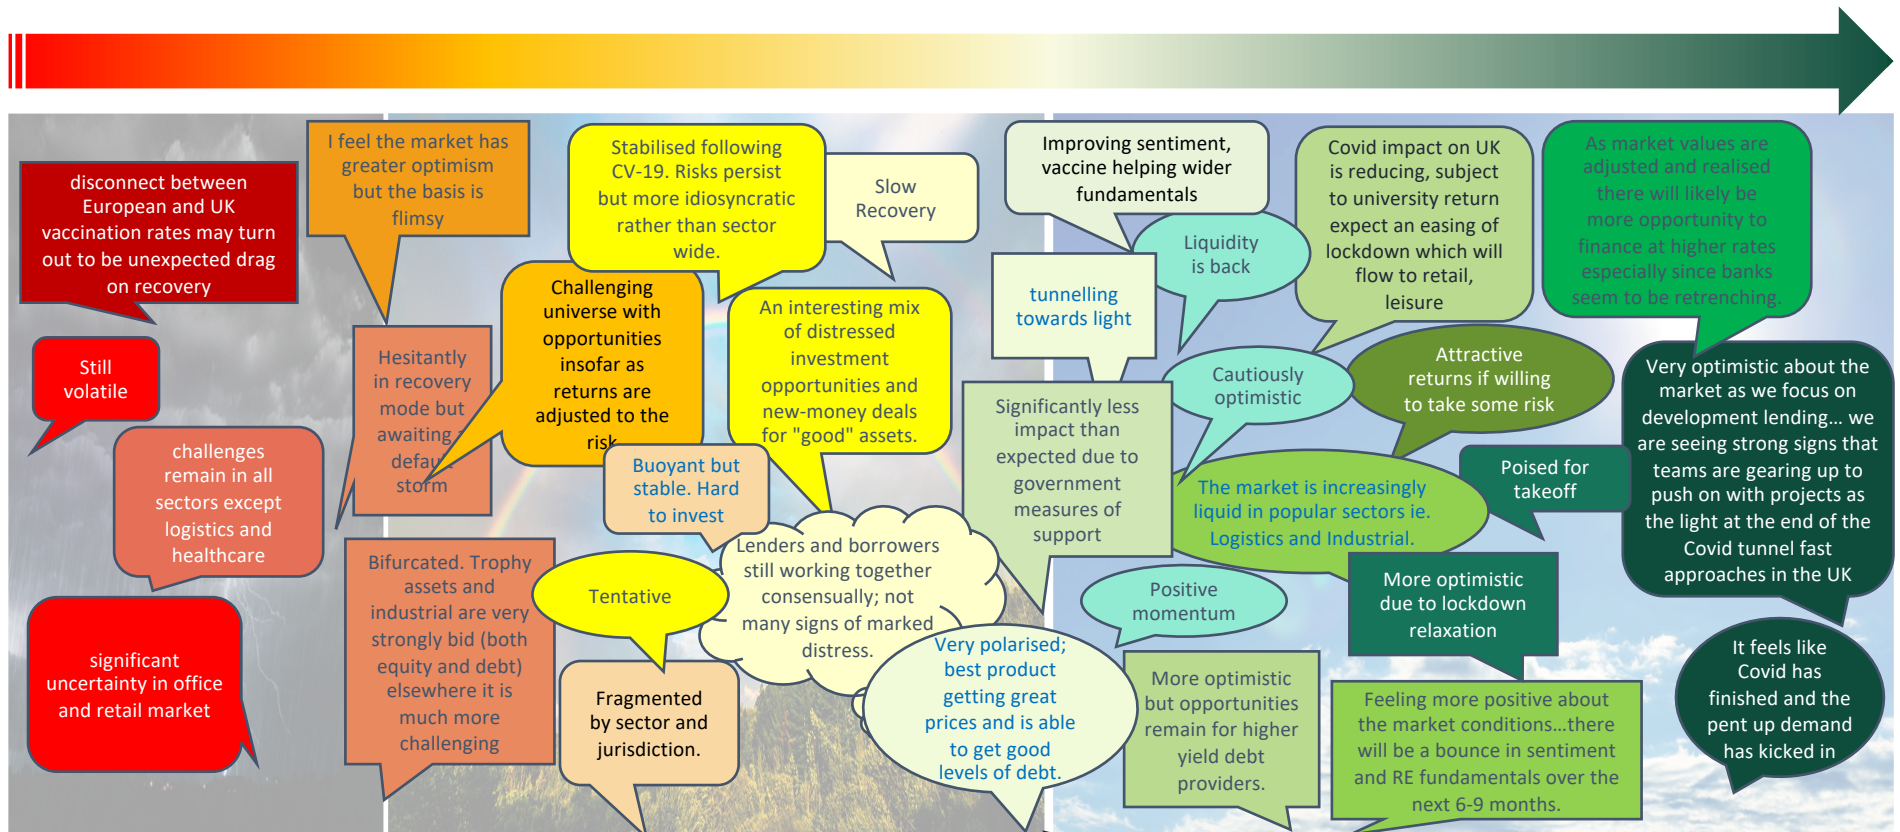 disconnect between
European and UK
vaccination rates may turn
out to be unexpected drag
on recovery
Still
volatile
challenges
remain in all
sectors except
logistics and
healthcare
significant
uncertainty in office
and retail market
I feel the market has
greater optimism
but the basis is
flimsy
Hesitantly
in recovery
mode but
awaiting a
default
storm
Bifurcated. Trophy
assets and
industrial are very
strongly bid (both
equity and debt)
elsewhere it is
much more
challenging
Challenging
universe with
opportunities
insofar as
returns are
adjusted to the
risk
Stabilised following
CV-19. Risks persist
but more idiosyncratic
rather than sector
wide.
Slow
Recovery
An interesting mix
of distressed
investment
opportunities and
new-money deals
for "good" assets.
Buoyant but
stable. Hard
to invest
Tentative
Fragmented
by sector and
jurisdiction.
Lenders and borrowers
still working together
consensually; not
many signs of marked
distress.
Very polarised;
best product
getting great
prices and is able
to get good
levels of debt.
Improving sentiment,
vaccine helping wider
fundamentals
tunnelling
towards light
Liquidity
is back
Significantly less
impact than
expected due to
government
measures of
support
Cautiously
optimistic
Covid impact on UK
is reducing, subject
to university return
expect an easing of
lockdown which will
flow to retail,
leisure
Attractive
returns if willing
to take some risk
The market is increasingly
liquid in popular sectors ie.
Logistics and Industrial.
Positive
momentum
More optimistic
but opportunities
remain for higher
yield debt
providers.
Poised for
takeoff
More optimistic
due to lockdown
relaxation
Feeling more positive about
the market conditions...there
will be a bounce in sentiment
and RE fundamentals over the
next 6-9 months.
As market values are
adjusted and realised
there will likely be
more opportunity to
finance at higher rates
especially since banks
seem to be retrenching.
Very optimistic about the
market as we focus on
development lending... we
are seeing strong signs that
teams are gearing up to
push on with projects as
the light at the end of the
Covid tunnel fast
approaches in the UK
It feels like
Covid has
finished and the
pent up demand
has kicked in